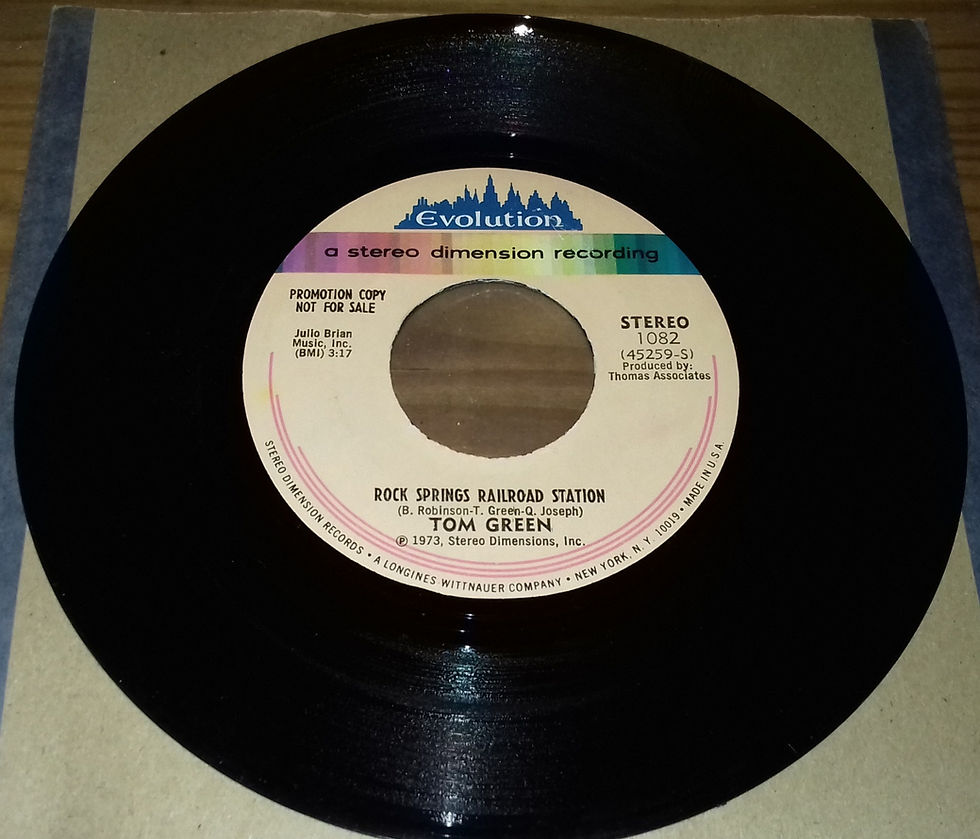 Evolution
a stereo dimension recording
PROMOTION COPY
NOT FOR SALE
Julio Brian
Music, Inc.
(BMI) 3:17
STEREO
1082
(45259-S)
Produced by:
Thomas Associates
ROCK SPRINGS RAILROAD STATION
(B. Robinson-T. Green-Q. Joseph)
TOM GREEN
℗ 1973, Stereo Dimensions, Inc.
STEREO DIMENSION RECORDS • A LONGINES WITTNAUER COMPANY • NEW YORK, N. Y. 10019 • MADE IN U.S.A.